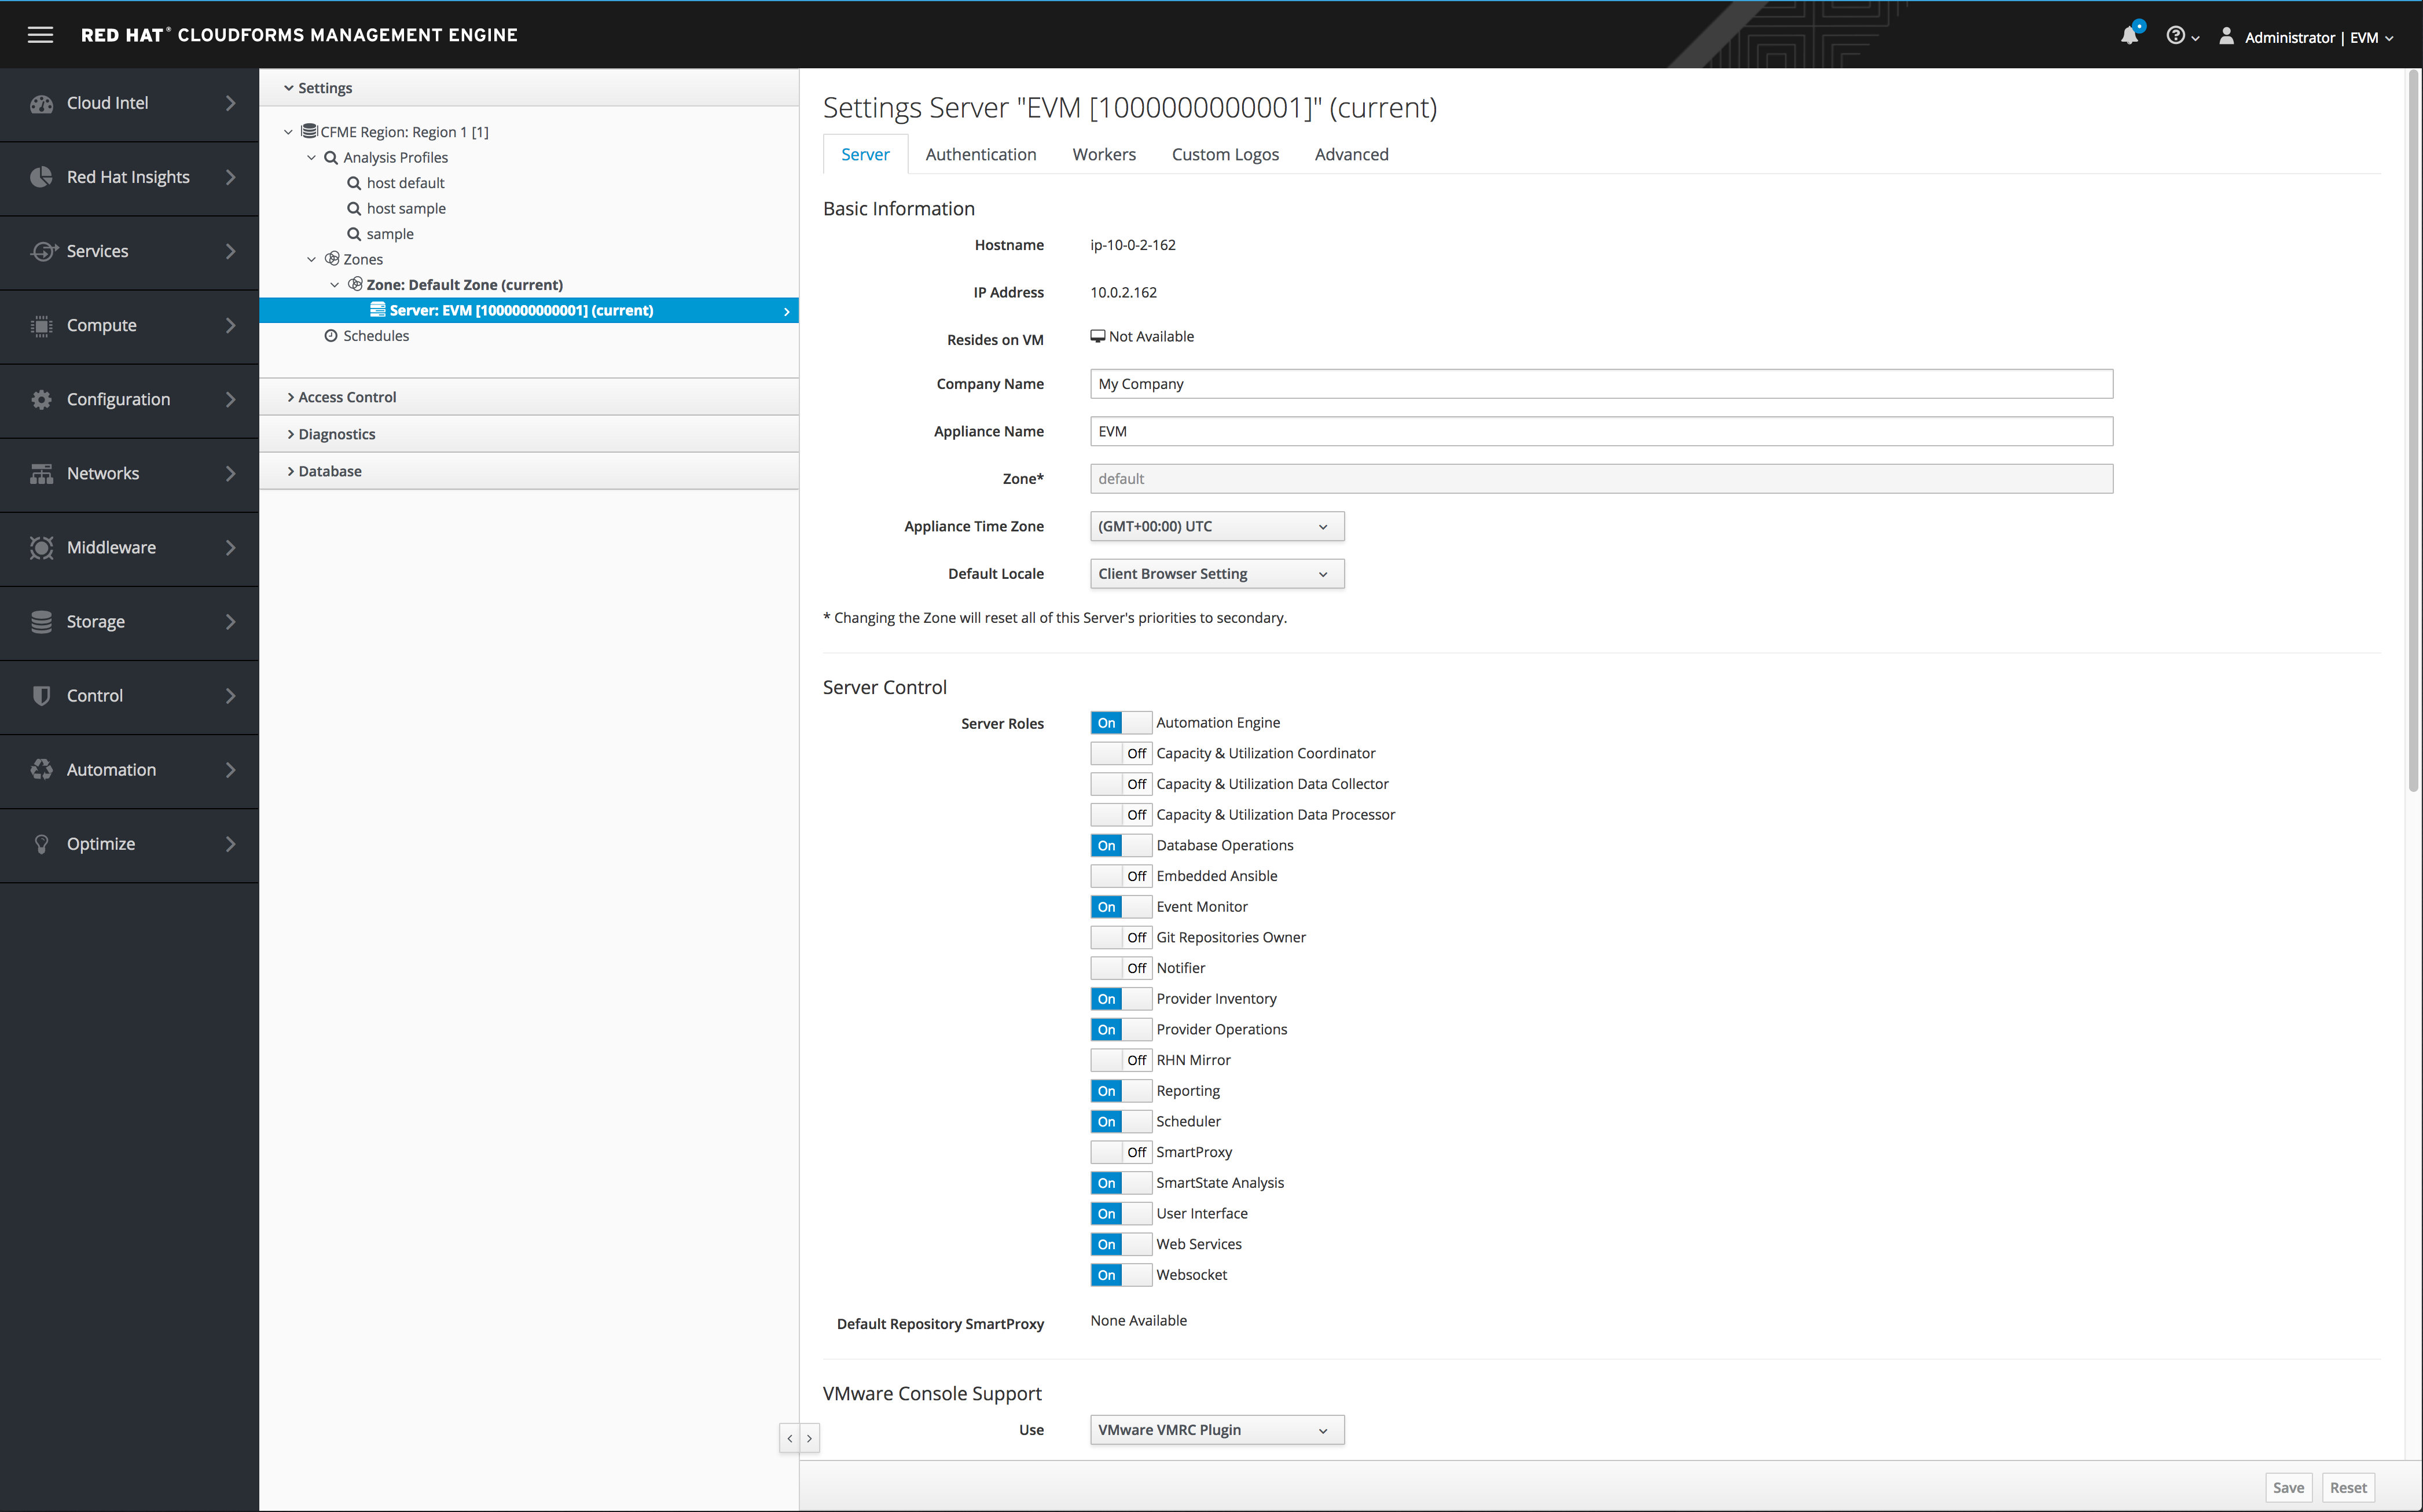 RED HAT® CLOUDFORMS MANAGEMENT ENGINE
Administrator | EVM
Cloud Intel
Red Hat Insights
Services
Compute
Configuration
Networks
Middleware
Storage
Control
Automation
Optimize
Settings
CFME Region: Region 1 [1]
Analysis Profiles
host default
host sample
sample
Zones
Zone: Default Zone (current)
Server: EVM [1000000000001] (current)
Schedules
Access Control
Diagnostics
Database
Settings Server "EVM [1000000000001]" (current)
Server Authentication Workers Custom Logos Advanced
Basic Information
Hostname ip-10-0-2-162
IP Address 10.0.2.162
Resides on VM Not Available
Company Name My Company
Appliance Name EVM
Zone* default
Appliance Time Zone (GMT+00:00) UTC
Default Locale Client Browser Setting
* Changing the Zone will reset all of this Server's priorities to secondary.
Server Control
Server Roles On Automation Engine
Off Capacity & Utilization Coordinator
Off Capacity & Utilization Data Collector
Off Capacity & Utilization Data Processor
On Database Operations
Off Embedded Ansible
On Event Monitor
Off Git Repositories Owner
Off Notifier
On Provider Inventory
On Provider Operations
Off RHN Mirror
On Reporting
On Scheduler
Off SmartProxy
On SmartState Analysis
On User Interface
On Web Services
On Websocket
Default Repository SmartProxy None Available
VMware Console Support
Use VMware VMRC Plugin
Save Reset